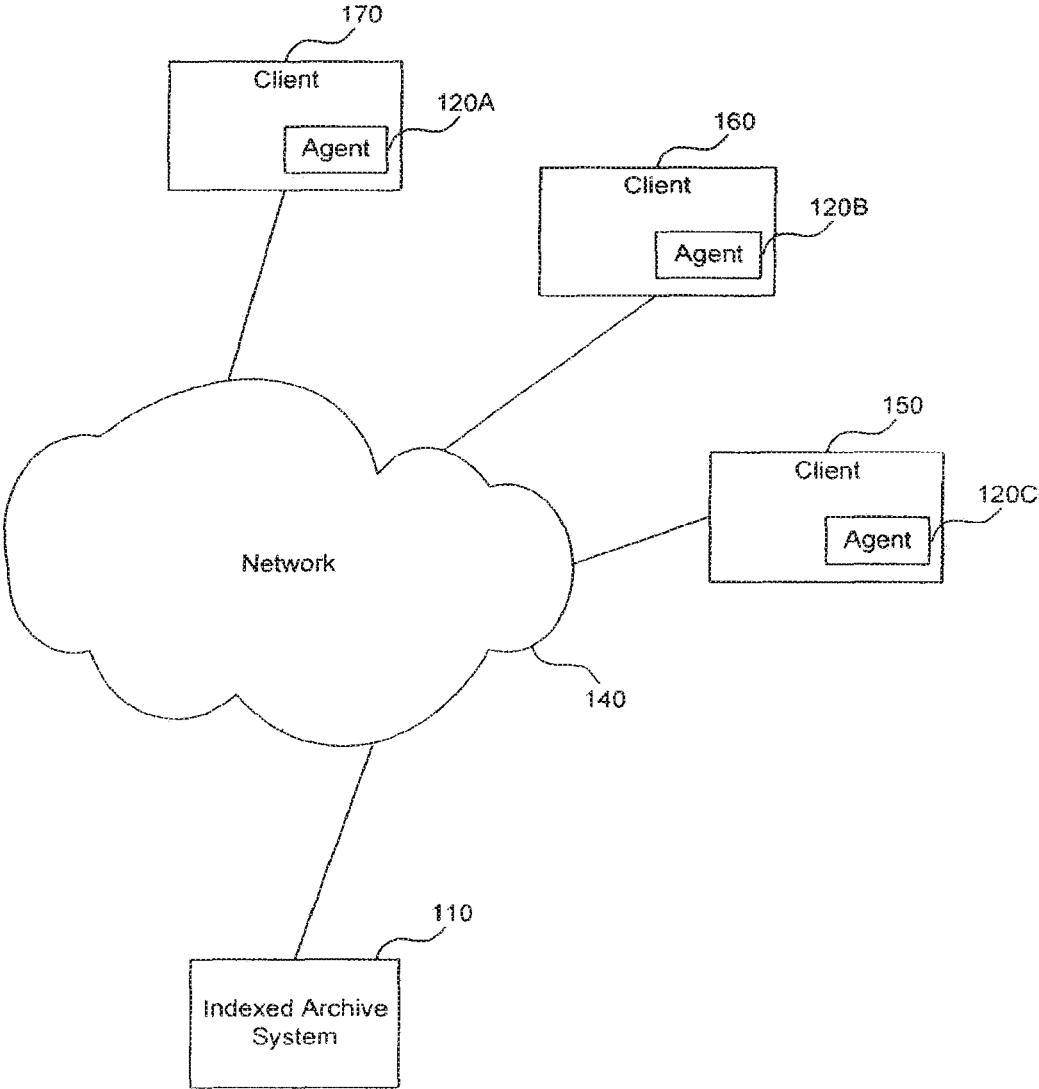 170
Client
120A
Agent
160
Client
120B
Agent
150
Client
120C
Agent
Network
140
110
Indexed Archive
System